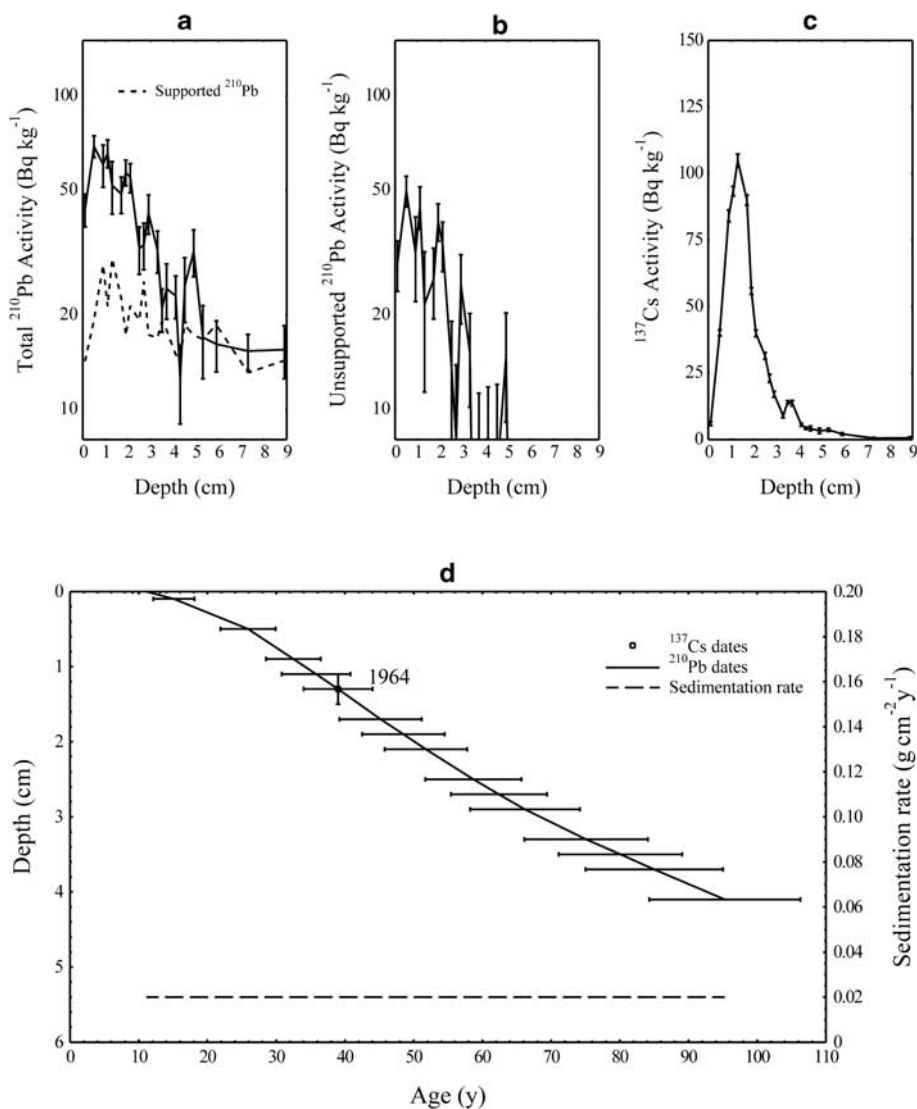 a
b
c
150
125
100
75
50
25
0
100
50
20
10
100
50
20
10
Total ²¹⁰Pb Activity (Bq kg⁻¹)
Unsupported ²¹⁰Pb Activity (Bq kg⁻¹)
¹³⁷Cs Activity (Bq kg⁻¹)
Supported ²¹⁰Pb
0 1 2 3 4 5 6 7 8 9
0 1 2 3 4 5 6 7 8 9
0 1 2 3 4 5 6 7 8 9
Depth (cm)
Depth (cm)
Depth (cm)
d
0
1
2
3
4
5
6
Depth (cm)
1964
¹³⁷Cs dates
²¹⁰Pb dates
Sedimentation rate
0.20
0.18
0.16
0.14
0.12
0.10
0.08
0.06
0.04
0.02
0
Sedimentation rate (g cm⁻² y⁻¹)
0 10 20 30 40 50 60 70 80 90 100 110
Age (y)